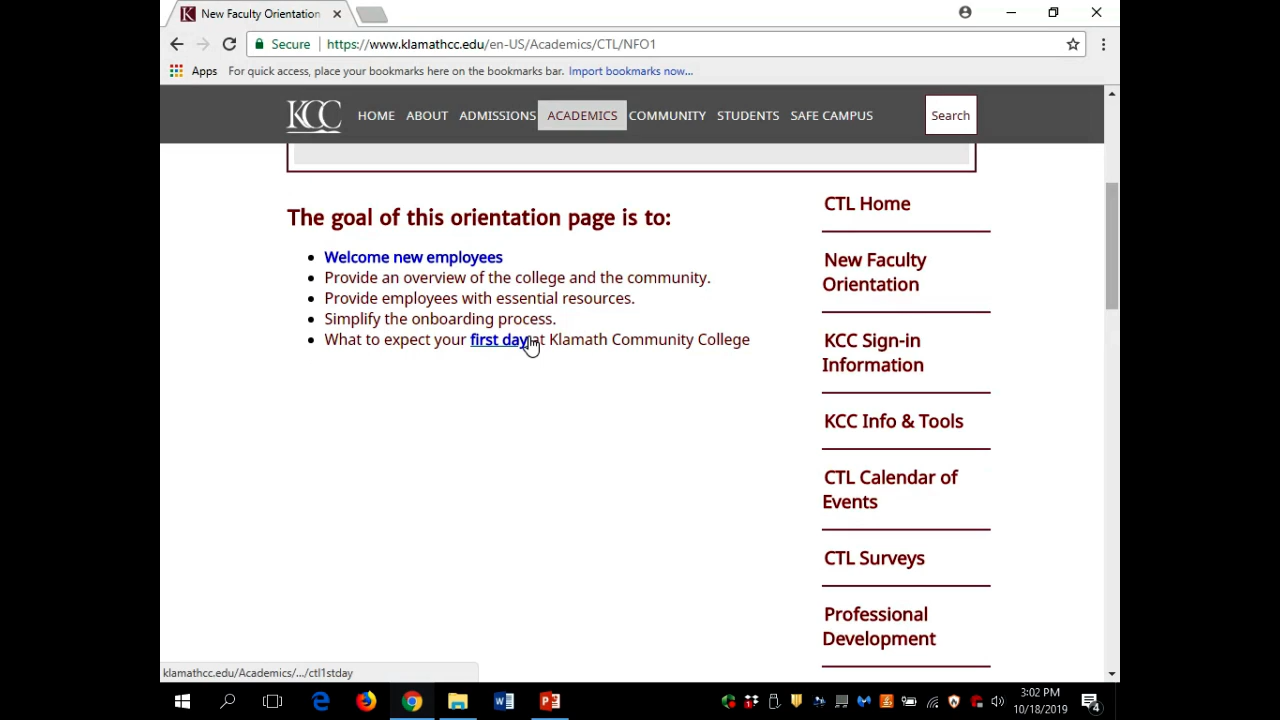 New Faculty Orientation
Secure https://www.klamathcc.edu/en-US/Academics/CTL/NFO1
Apps For quick access, place your bookmarks here on the bookmarks bar. Import bookmarks now...
KCC HOME ABOUT ADMISSIONS ACADEMICS COMMUNITY STUDENTS SAFE CAMPUS Search
The goal of this orientation page is to:
Welcome new employees
Provide an overview of the college and the community.
Provide employees with essential resources.
Simplify the onboarding process.
What to expect your first day at Klamath Community College
CTL Home
New Faculty
Orientation
KCC Sign-in
Information
KCC Info & Tools
CTL Calendar of
Events
CTL Surveys
Professional
Development
klamathcc.edu/Academics/.../ctl1stday
3:02 PM
10/18/2019
4